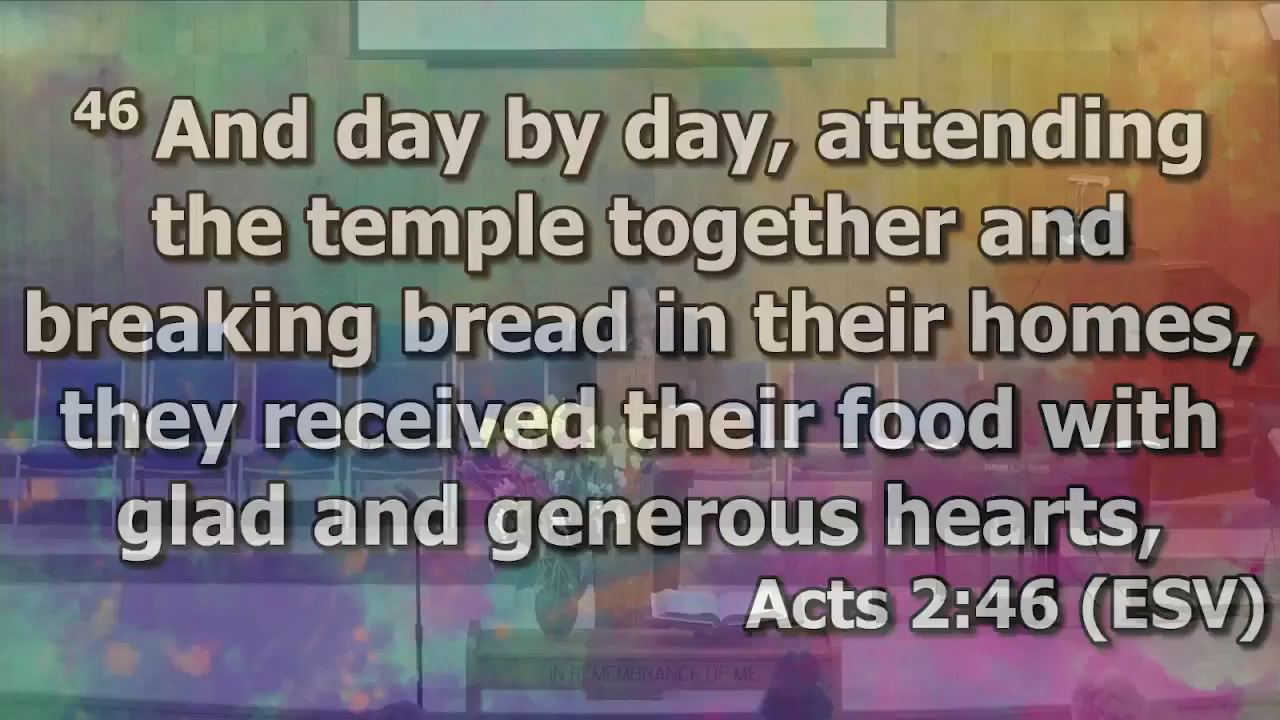 46 And day by day, attending
the temple together and
breaking bread in their homes,
they received their food with
glad and generous hearts,
Acts 2:46 (ESV)
IN REMEMBRANCE OF ME